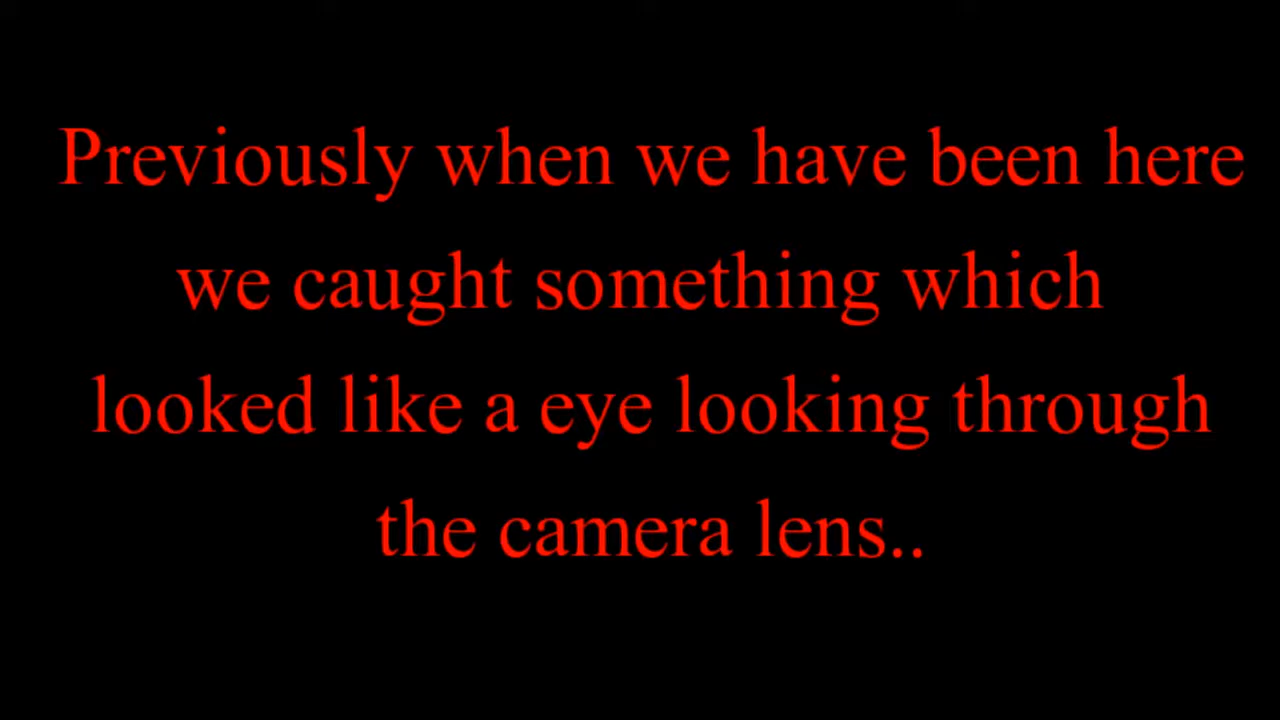 Previously when we have been here
we caught something which
looked like a eye looking through
the camera lens..